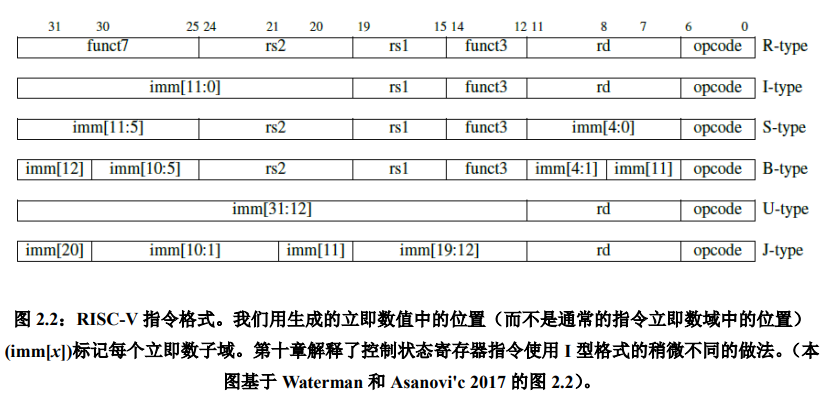 31 30 25 24 21 20 19 15 14 12 11 8 7 6 0
funct7 rs2 rs1 funct3 rd opcode R-type
imm[11:0] rs1 funct3 rd opcode I-type
imm[11:5] rs2 rs1 funct3 imm[4:0] opcode S-type
imm[12] imm[10:5] rs2 rs1 funct3 imm[4:1] imm[11] opcode B-type
imm[31:12] rd opcode U-type
imm[20] imm[10:1] imm[11] imm[19:12] rd opcode J-type
图 2.2：RISC-V 指令格式。我们用生成的立即数值中的位置（而不是通常的指令立即数域中的位置）
(imm[x])标记每个立即数子域。第十章解释了控制状态寄存器指令使用 I 型格式的稍微不同的做法。（本
图基于 Waterman 和 Asanovi'c 2017 的图 2.2）。